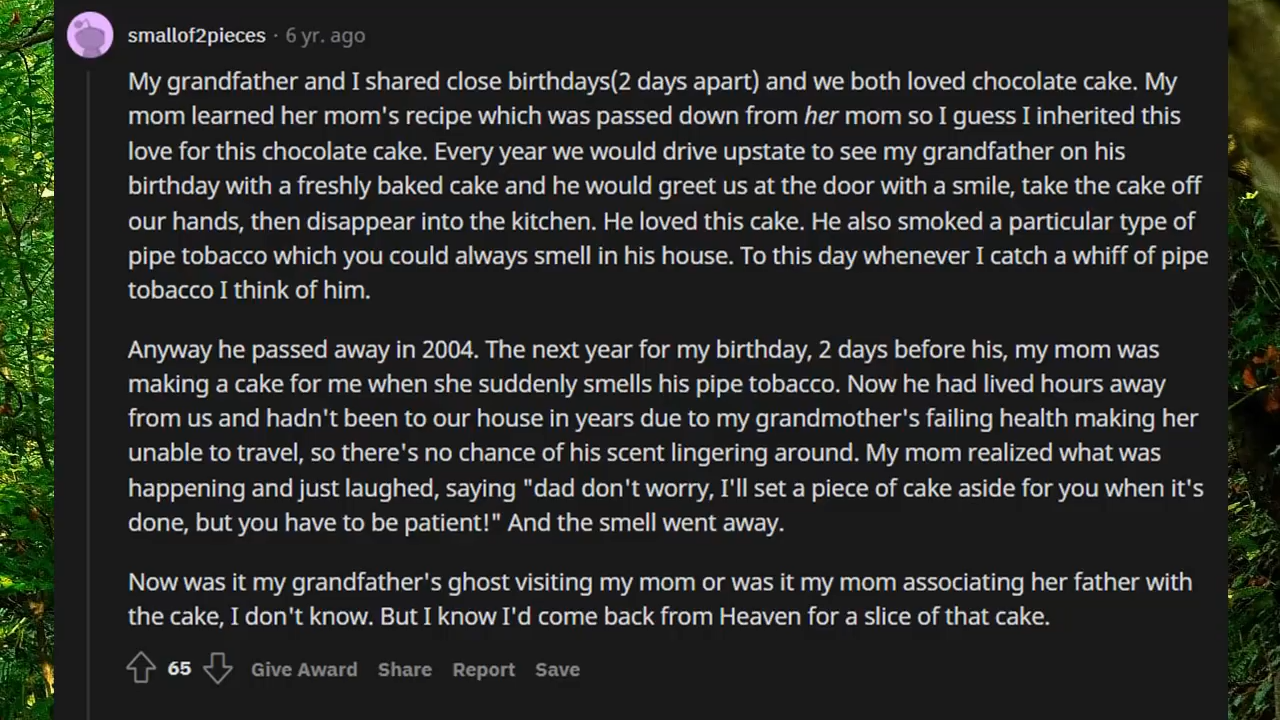 smallof2pieces · 6 yr. ago
My grandfather and I shared close birthdays(2 days apart) and we both loved chocolate cake. My
mom learned her mom's recipe which was passed down from her mom so I guess I inherited this
love for this chocolate cake. Every year we would drive upstate to see my grandfather on his
birthday with a freshly baked cake and he would greet us at the door with a smile, take the cake off
our hands, then disappear into the kitchen. He loved this cake. He also smoked a particular type of
pipe tobacco which you could always smell in his house. To this day whenever I catch a whiff of pipe
tobacco I think of him.
Anyway he passed away in 2004. The next year for my birthday, 2 days before his, my mom was
making a cake for me when she suddenly smells his pipe tobacco. Now he had lived hours away
from us and hadn't been to our house in years due to my grandmother's failing health making her
unable to travel, so there's no chance of his scent lingering around. My mom realized what was
happening and just laughed, saying "dad don't worry, I'll set a piece of cake aside for you when it's
done, but you have to be patient!" And the smell went away.
Now was it my grandfather's ghost visiting my mom or was it my mom associating her father with
the cake, I don't know. But I know I'd come back from Heaven for a slice of that cake.
65 Give Award Share Report Save